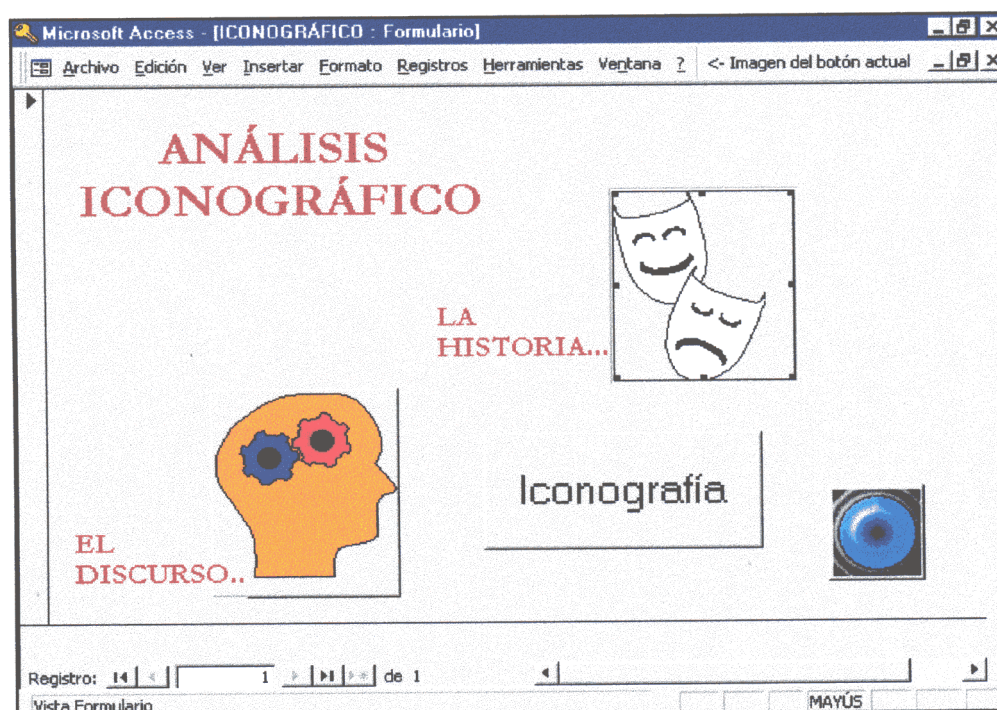 Microsoft Access - [ICONOGRÁFICO : Formulario]
Archivo Edición Ver Insertar Formato Registros Herramientas Ventana ? <- Imagen del botón actual
ANÁLISIS
ICONOGRÁFICO
LA
HISTORIA...
Iconografía
EL
DISCURSO..
Registro: 1 de 1
Vista Formulario MAYÚS